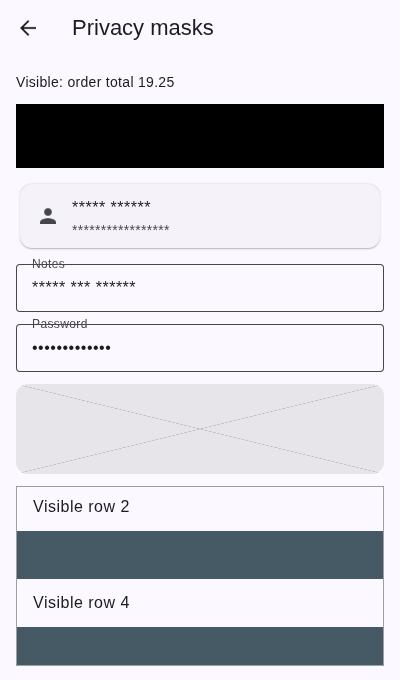 Privacy masks
Visible: order total 19.25
***** ******
*****************
Notes
***** *** ******
Password
•••••••••••••
Visible row 2
Visible row 4